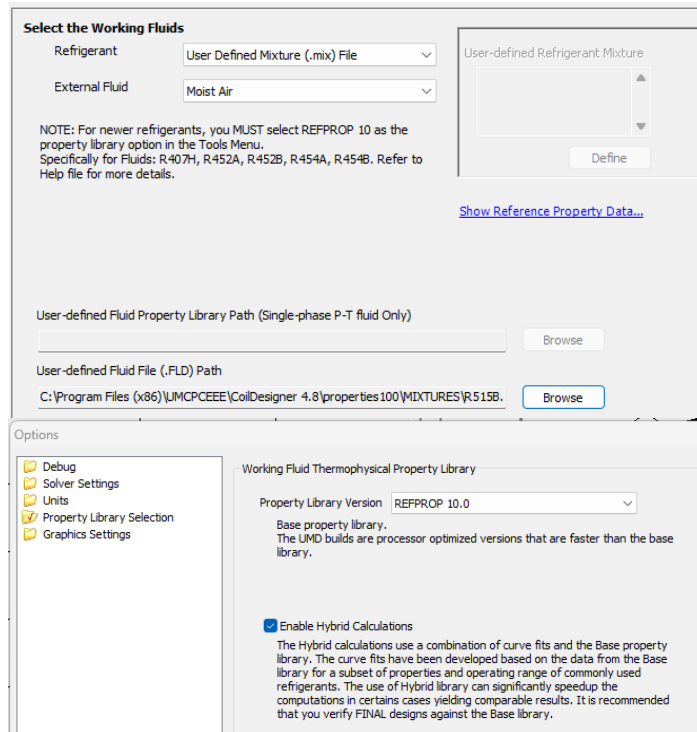 Select the Working Fluids
Refrigerant
User Defined Mixture (.mix) File
External Fluid
Moist Air
User-defined Refrigerant Mixture
Define
NOTE: For newer refrigerants, you MUST select REFPROP 10 as the
property library option in the Tools Menu.
Specifically for Fluids: R407H, R452A, R452B, R454A, R454B. Refer to
Help file for more details.
Show Reference Property Data...
User-defined Fluid Property Library Path (Single-phase P-T fluid Only)
Browse
User-defined Fluid File (.FLD) Path
C:\Program Files (x86)\UMCPCEEE\CoilDesigner 4.8\properties100\MIXTURES\R515B.
Browse
Options
Debug
Solver Settings
Units
Property Library Selection
Graphics Settings
Working Fluid Thermophysical Property Library
Property Library Version
REFPROP 10.0
Base property library.
The UMD builds are processor optimized versions that are faster than the base
library.
Enable Hybrid Calculations
The Hybrid calculations use a combination of curve fits and the Base property
library. The curve fits have been developed based on the data from the Base
library for a subset of properties and operating range of commonly used
refrigerants. The use of Hybrid library can significantly speedup the
computations in certains cases yielding comparable results. It is recommended
that you verify FINAL designs against the Base library.